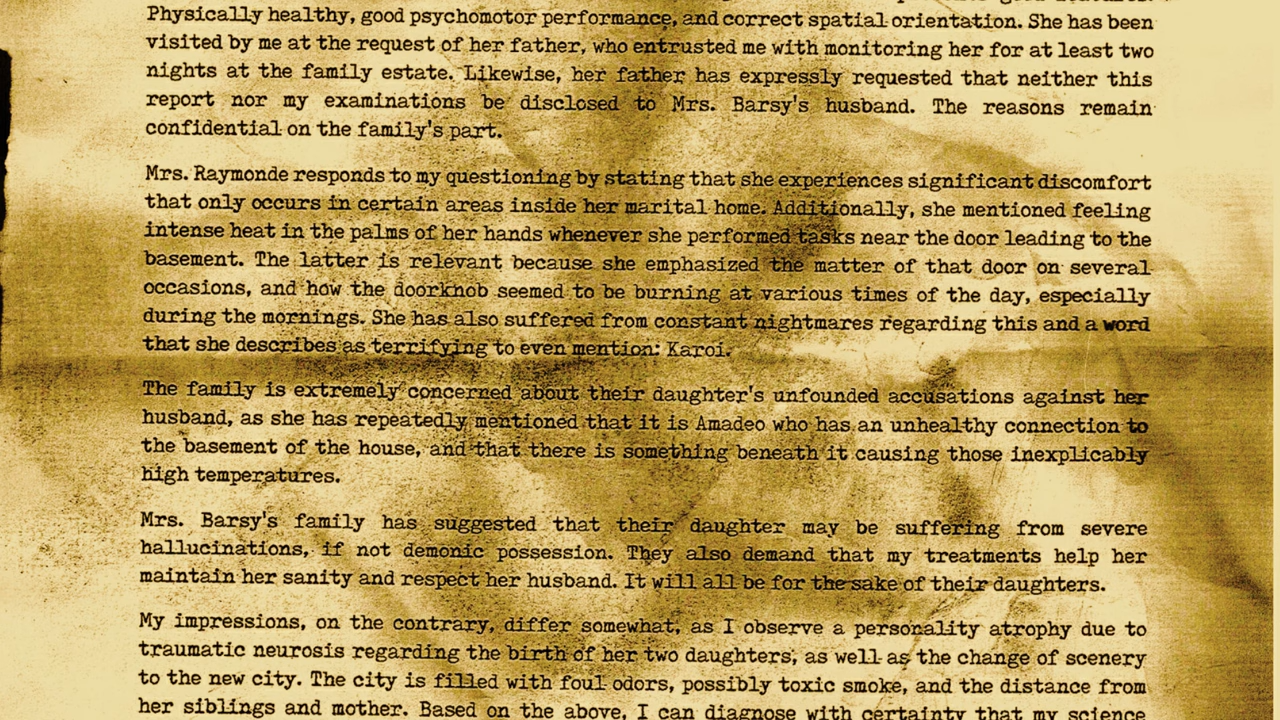 Physically healthy, good psychomotor performance, and correct spatial orientation. She has been
visited by me at the request of her father, who entrusted me with monitoring her for at least two
nights at the family estate. Likewise, her father has expressly requested that neither this
report nor my examinations be disclosed to Mrs. Barsy's husband. The reasons remain
confidential on the family's part.
Mrs. Raymonde responds to my questioning by stating that she experiences significant discomfort
that only occurs in certain areas inside her marital home. Additionally, she mentioned feeling
intense heat in the palms of her hands whenever she performed tasks near the door leading to the
basement. The latter is relevant because she emphasized the matter of that door on several
occasions, and how the doorknob seemed to be burning at various times of the day, especially
during the mornings. She has also suffered from constant nightmares regarding this and a word
that she describes as terrifying to even mention: Karoi.
The family is extremely concerned about their daughter's unfounded accusations against her
husband, as she has repeatedly mentioned that it is Amadeo who has an unhealthy connection to
the basement of the house, and that there is something beneath it causing those inexplicably
high temperatures.
Mrs. Barsy's family has suggested that their daughter may be suffering from severe
hallucinations, if not demonic possession. They also demand that my treatments help her
maintain her sanity and respect her husband. It will all be for the sake of their daughters.
My impressions, on the contrary, differ somewhat, as I observe a personality atrophy due to
traumatic neurosis regarding the birth of her two daughters, as well as the change of scenery
to the new city. The city is filled with foul odors, possibly toxic smoke, and the distance from
her siblings and mother. Based on the above, I can diagnose with certainty that my science